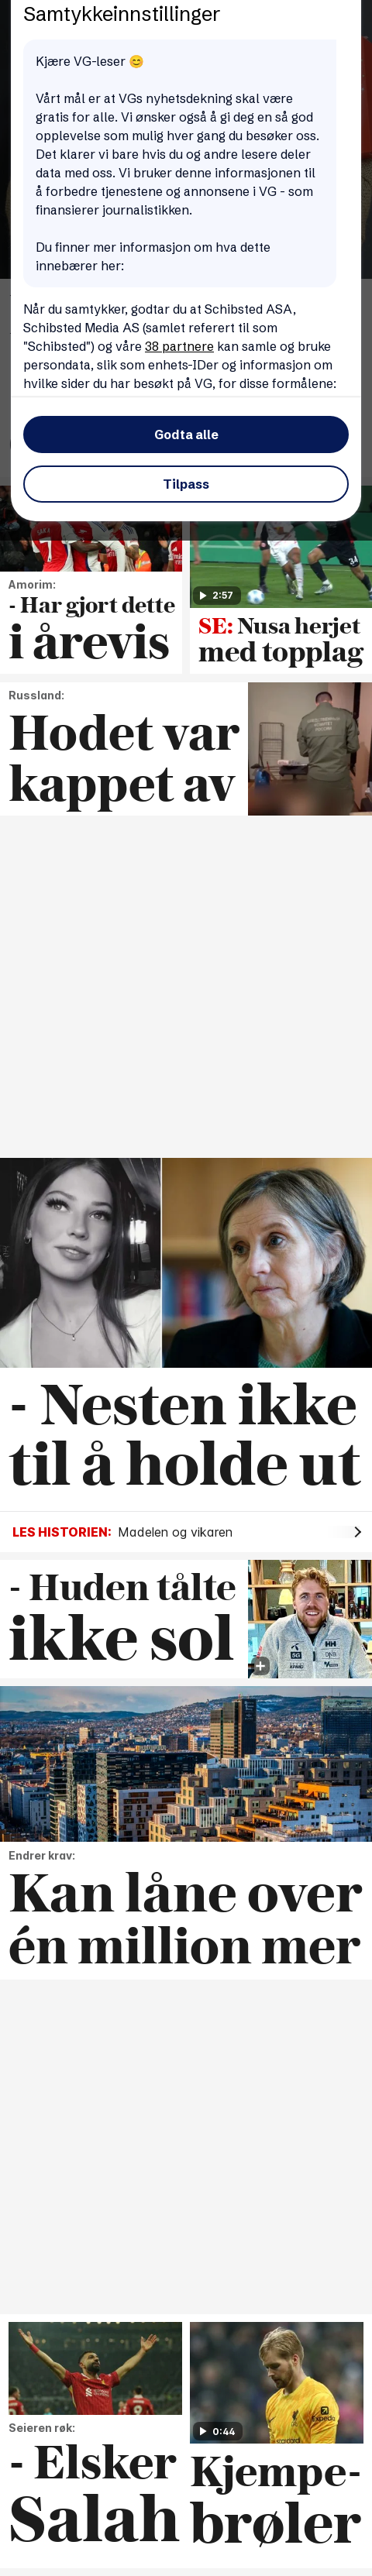 Samtykkeinnstillinger
Kjære VG-leser 😊
Vårt mål er at VGs nyhetsdekning skal være
gratis for alle. Vi ønsker også å gi deg en så god
opplevelse som mulig hver gang du besøker oss.
Det klarer vi bare hvis du og andre lesere deler
data med oss. Vi bruker denne informasjonen til
å forbedre tjenestene og annonsene i VG - som
finansierer journalistikken.
Du finner mer informasjon om hva dette
innebærer her:
Når du samtykker, godtar du at Schibsted ASA,
Schibsted Media AS (samlet referert til som
"Schibsted") og våre 38 partnere kan samle og bruke
persondata, slik som enhets-IDer og informasjon om
hvilke sider du har besøkt på VG, for disse formålene:
Godta alle
Tilpass
Amorim:
- Har gjort dette
i årevis
2:57
SE: Nusa herjet
med topplag
Russland:
Hodet var
kappet av
- Nesten ikke
til å holde ut
LES HISTORIEN: Madelen og vikaren
- Huden tålte
ikke sol
Endrer krav:
Kan låne over
én million mer
Seieren røk:
- Elsker
Salah
0:44
Kjempe-
brøler